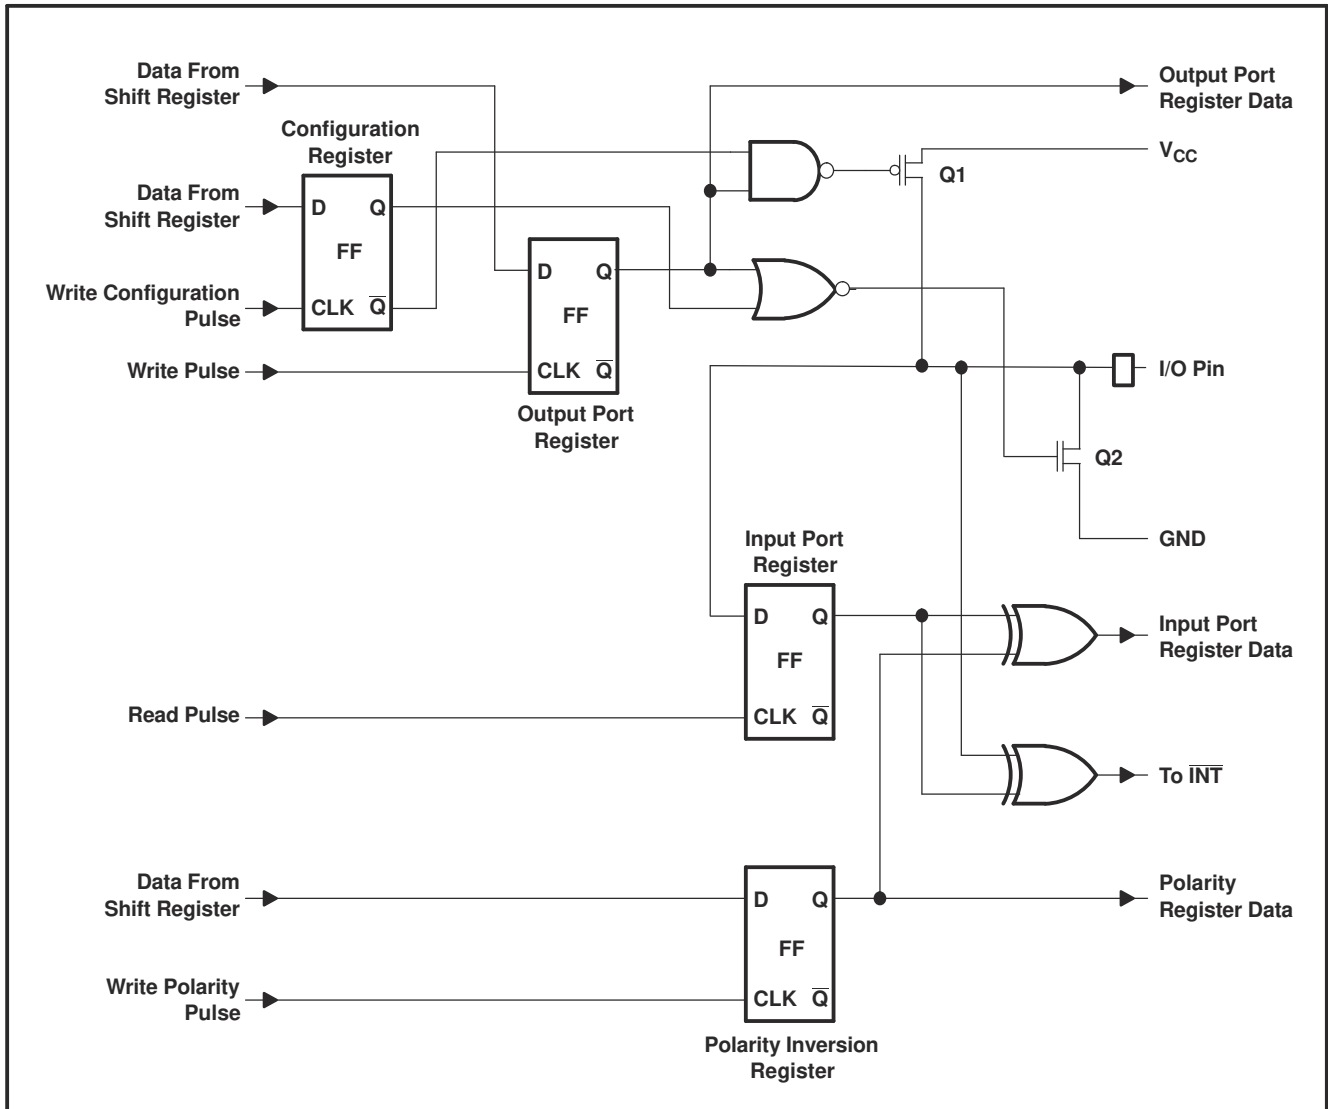 Data From
Shift Register
Output Port
Register Data
Configuration
Register
V_CC
Q1
Data From
Shift Register
D Q
FF
CLK Q̅
D Q
FF
CLK Q̅
Write Configuration
Pulse
Write Pulse
I/O Pin
Output Port
Register
Q2
GND
Input Port
Register
D Q
FF
CLK Q̅
Input Port
Register Data
Read Pulse
To I̅N̅T̅
Data From
Shift Register
D Q
FF
CLK Q̅
Polarity
Register Data
Write Polarity
Pulse
Polarity Inversion
Register